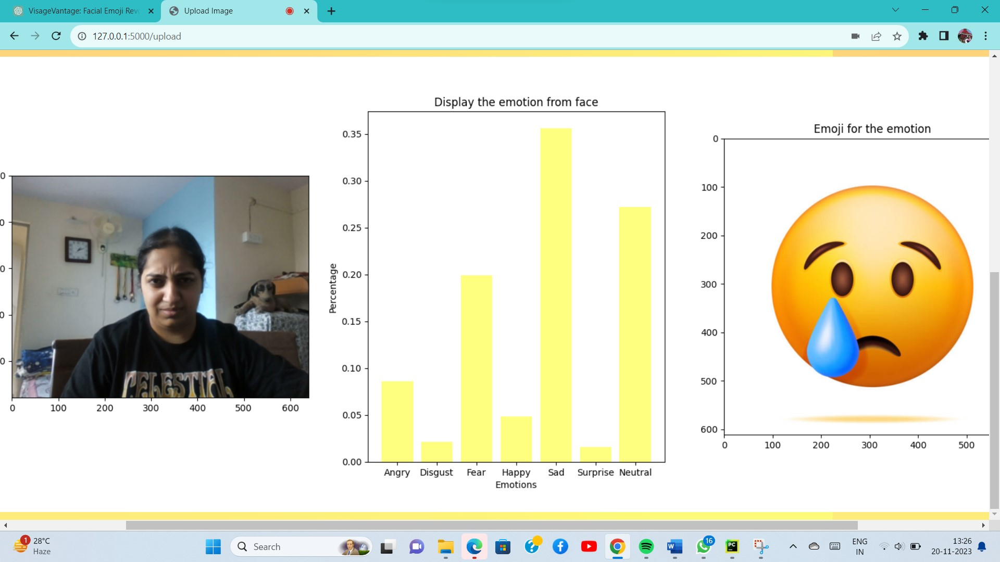 VisageVantage: Facial Emoji Rev
Upload Image
127.0.0.1:5000/upload
Display the emotion from face
Emoji for the emotion
0
0
0
0
0
0 100 200 300 400 500 600
CELESTIAL
Percentage
0.35
0.30
0.25
0.20
0.15
0.10
0.05
0.00
Angry Disgust Fear Happy Sad Surprise Neutral
Emotions
0
100
200
300
400
500
600
0 100 200 300 400 500
1
28°C
Haze
Search
16
W
PC
ENG
IN
13:26
20-11-2023